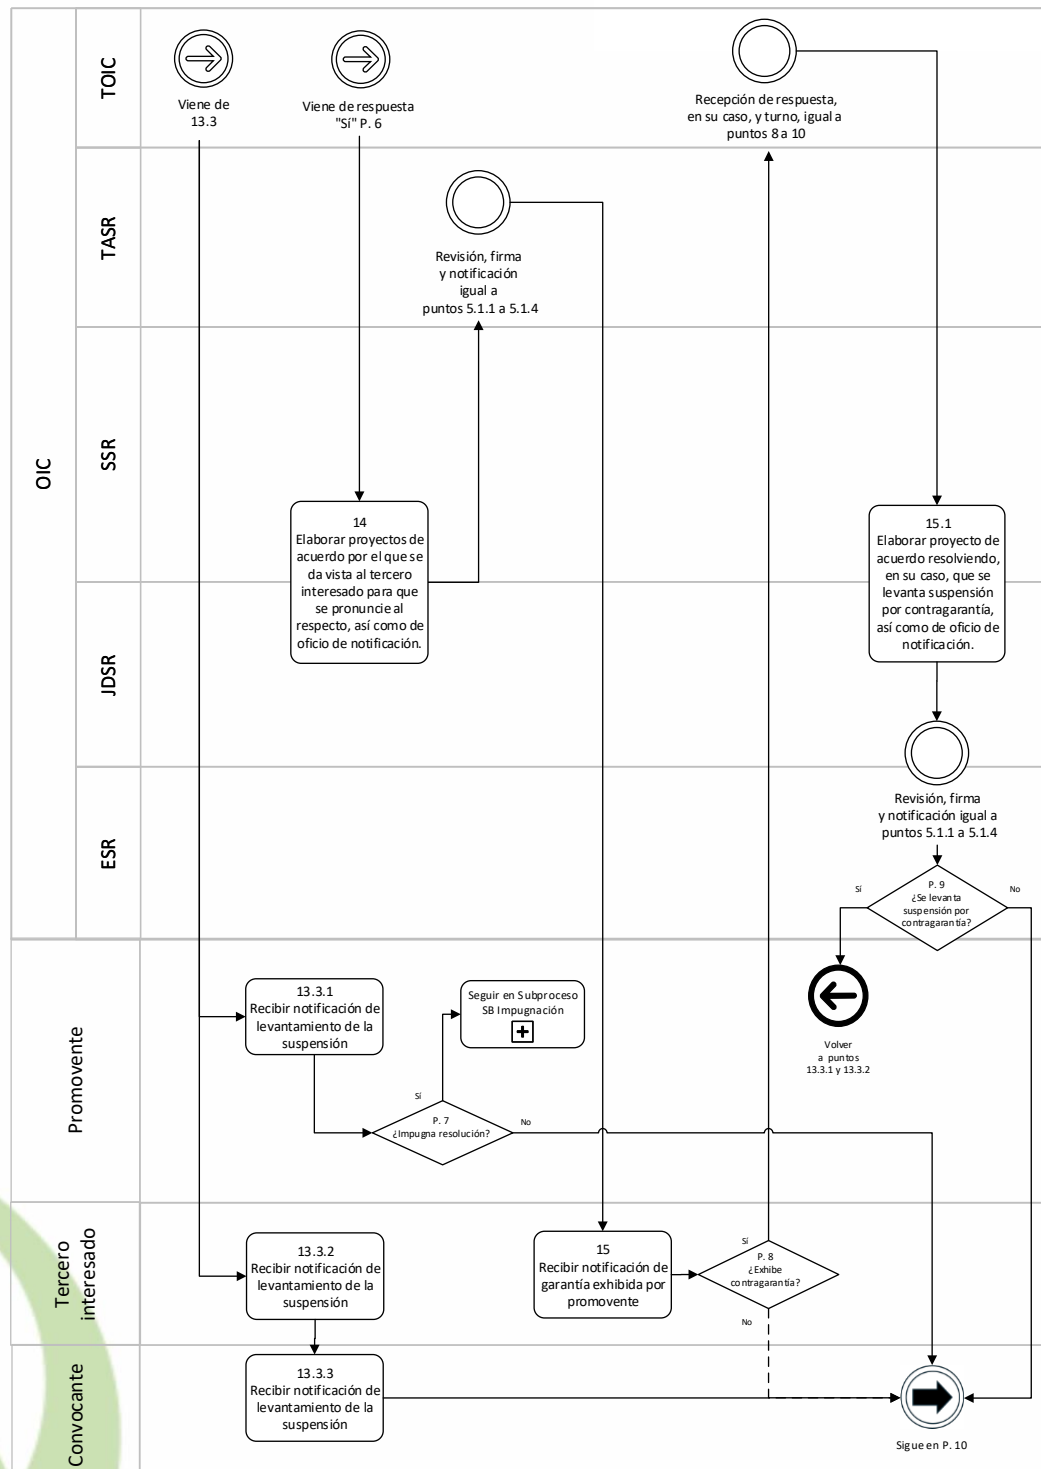 OIC
TOIC
Viene de
13.3
Viene de respuesta
"Sí" P. 6
Recepción de respuesta,
en su caso, y turno, igual a
puntos 8 a 10
TASR
Revisión, firma
y notificación
igual a
puntos 5.1.1 a 5.1.4
SSR
14
Elaborar proyectos de
acuerdo por el que se
da vista al tercero
interesado para que
se pronuncie al
respecto, así como de
oficio de notificación.
15.1
Elaborar proyecto de
acuerdo resolviendo,
en su caso, que se
levanta suspensión
por contragarantía,
así como de oficio de
notificación.
JDSR
ESR
Revisión, firma
y notificación igual a
puntos 5.1.1 a 5.1.4
Sí
P. 9
¿Se levanta
suspensión por
contragarantía?
No
Promovente
13.3.1
Recibir notificación de
levantamiento de la
suspensión
Seguir en Subproceso
SB Impugnación
Volver
a puntos
13.3.1 y 13.3.2
Sí
P. 7
¿Impugna resolución?
No
Tercero
interesado
13.3.2
Recibir notificación de
levantamiento de la
suspensión
15
Recibir notificación de
garantía exhibida por
promovente
Sí
P. 8
¿Exhibe
contragarantía?
No
Convocante
13.3.3
Recibir notificación de
levantamiento de la
suspensión
Sigue en P. 10